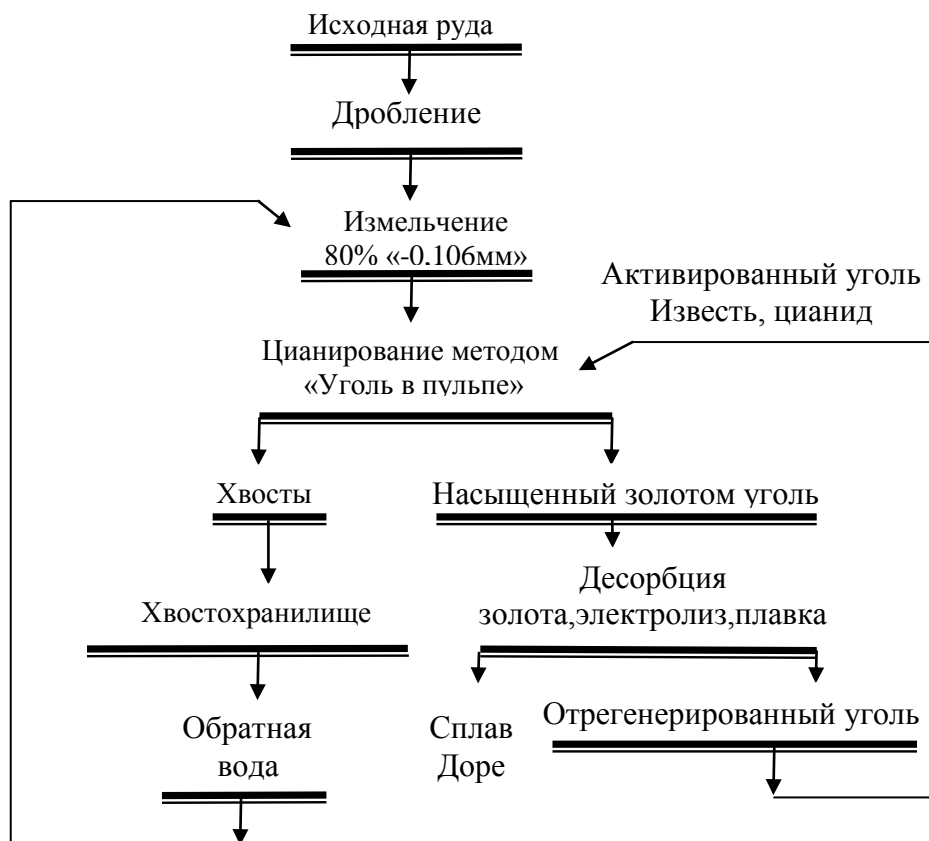 Исходная руда
Дробление
Измельчение
80% «-0,106мм»
Активированный уголь
Известь, цианид
Цианирование методом
«Уголь в пульпе»
Хвосты
Насыщенный золотом уголь
Десорбция
золота,электролиз,плавка
Хвостохранилище
Обратная
вода
Сплав
Доре
Отрегенерированный уголь